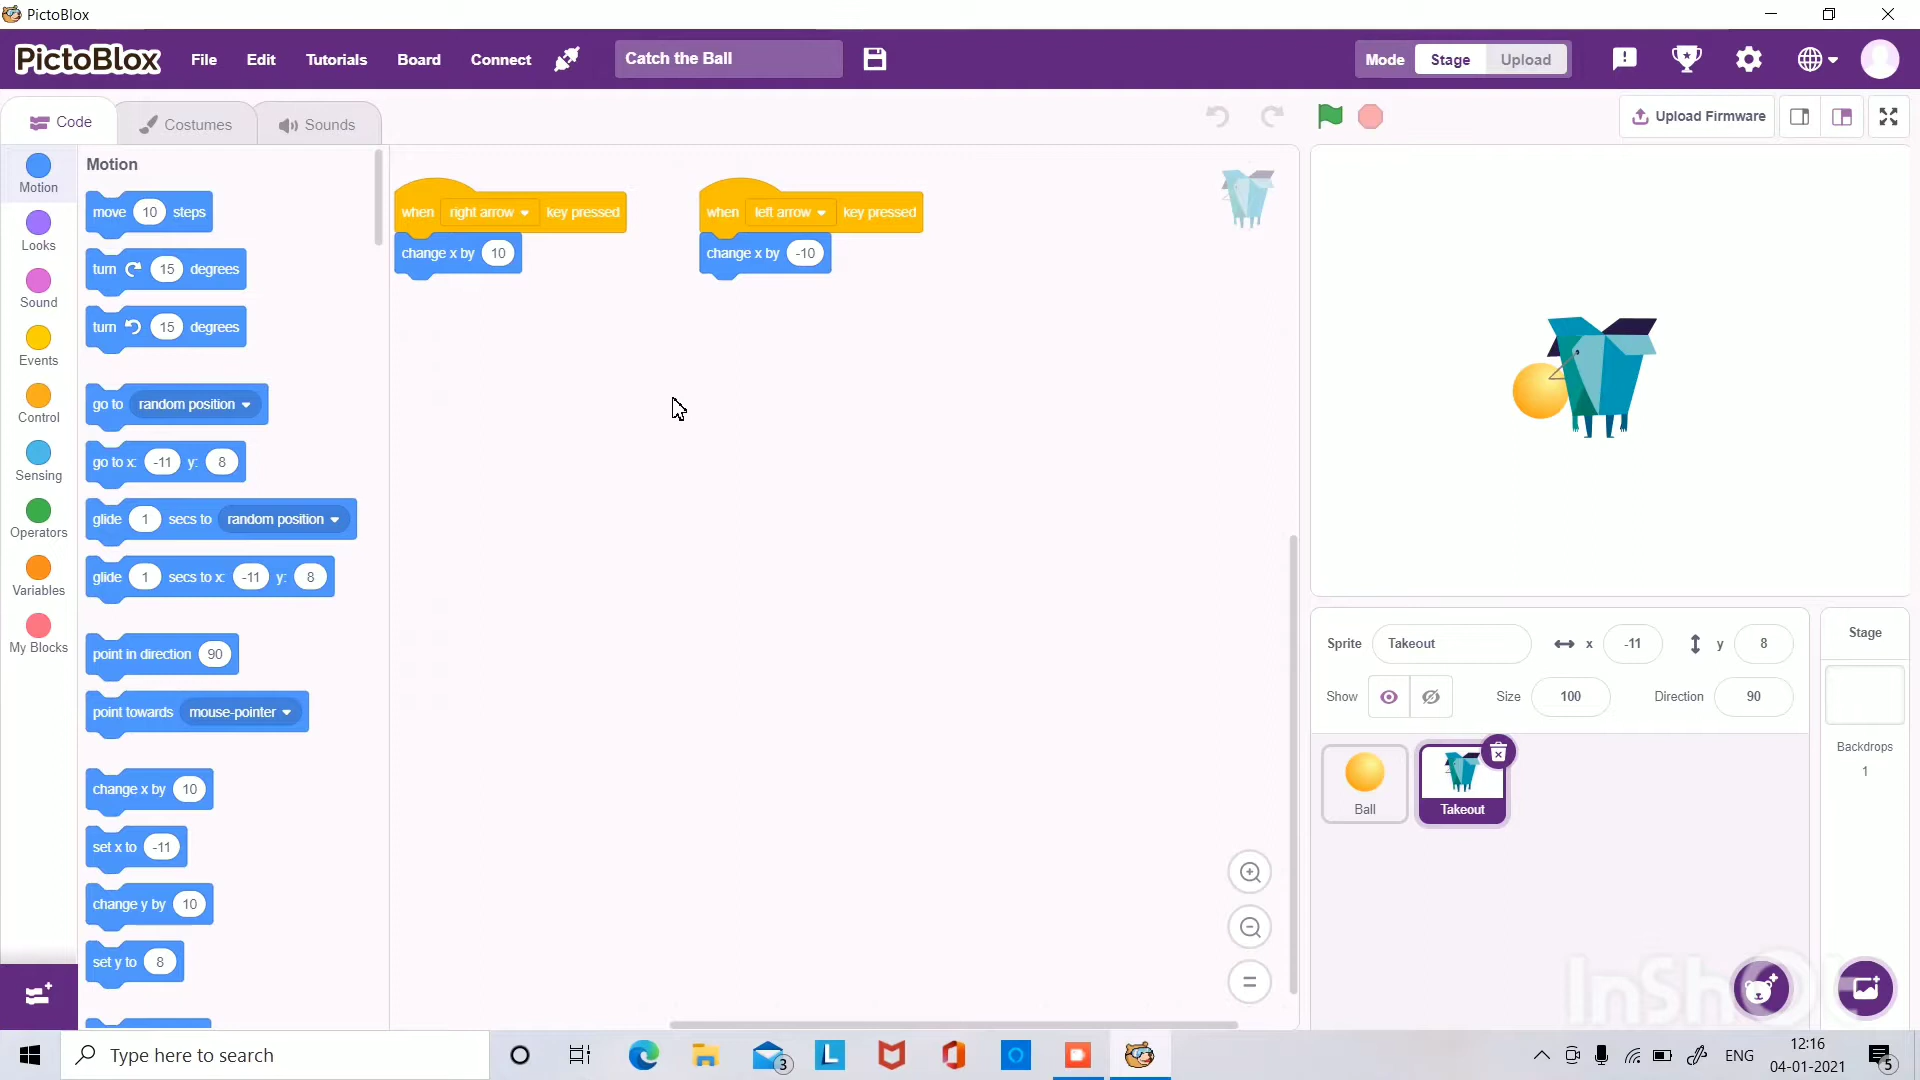 PictoBlox
PictoBlox File Edit Tutorials Board Connect Catch the Ball Mode Stage Upload
Code Costumes Sounds Upload Firmware
Motion
Looks
Sound
Events
Control
Sensing
Operators
Variables
My Blocks
Motion
move 10 steps
turn 15 degrees
turn 15 degrees
go to random position
go to x: -11 y: 8
glide 1 secs to random position
glide 1 secs to x: -11 y: 8
point in direction 90
point towards mouse-pointer
change x by 10
set x to -11
change y by 10
set y to 8
when right arrow key pressed
change x by 10
when left arrow key pressed
change x by -10
Sprite Takeout x -11 y 8
Show Size 100 Direction 90
Ball
Takeout
Stage
Backdrops
1
InShOt
Type here to search
3
L
ENG
12:16
04-01-2021
5